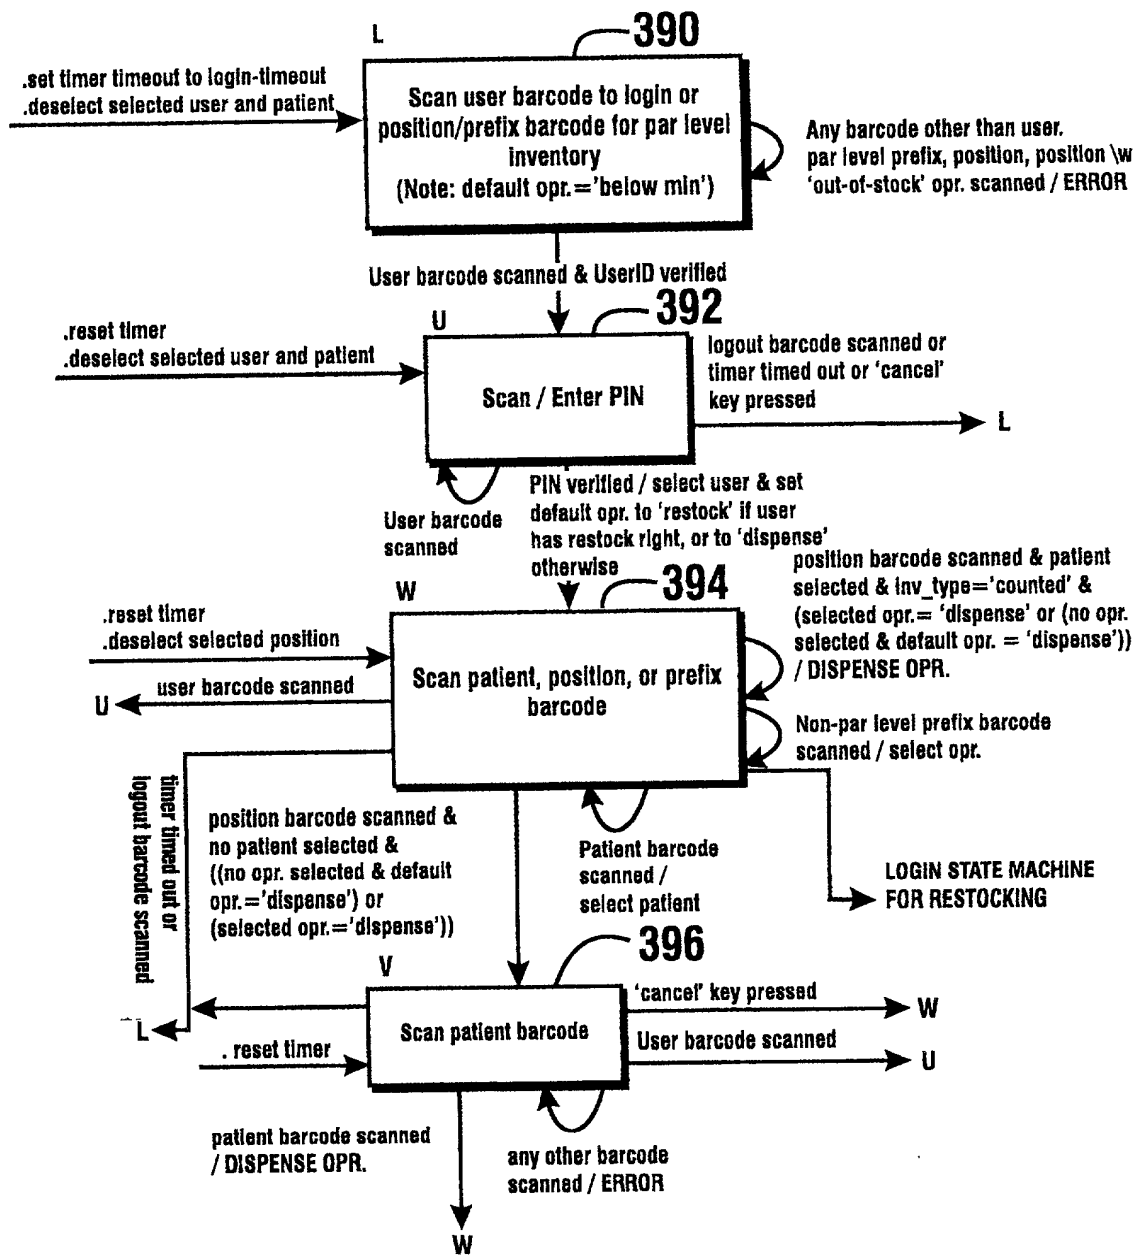 L
390
.set timer timeout to login-timeout
.deselect selected user and patient
Scan user barcode to login or
position/prefix barcode for par level
inventory
(Note: default opr.='below min')
Any barcode other than user.
par level prefix, position, position \w
'out-of-stock' opr. scanned / ERROR
User barcode scanned & UserID verified
U
392
.reset timer
.deselect selected user and patient
Scan / Enter PIN
logout barcode scanned or
timer timed out or 'cancel'
key pressed
L
User barcode
scanned
PIN verified / select user & set
default opr. to 'restock' if user
has restock right, or to 'dispense'
otherwise
W
394
.reset timer
.deselect selected position
Scan patient, position, or prefix
barcode
position barcode scanned & patient
selected & inv_type='counted' &
(selected opr.= 'dispense' or (no opr.
selected & default opr. = 'dispense'))
/ DISPENSE OPR.
user barcode scanned
U
Non-par level prefix barcode
scanned / select opr.
timer timed out or
logout barcode scanned
position barcode scanned &
no patient selected &
((no opr. selected & default
opr.='dispense') or
(selected opr.='dispense'))
Patient barcode
scanned /
select patient
LOGIN STATE MACHINE
FOR RESTOCKING
V
396
L
Scan patient barcode
'cancel' key pressed
W
. reset timer
User barcode scanned
U
patient barcode scanned
/ DISPENSE OPR.
any other barcode
scanned / ERROR
W